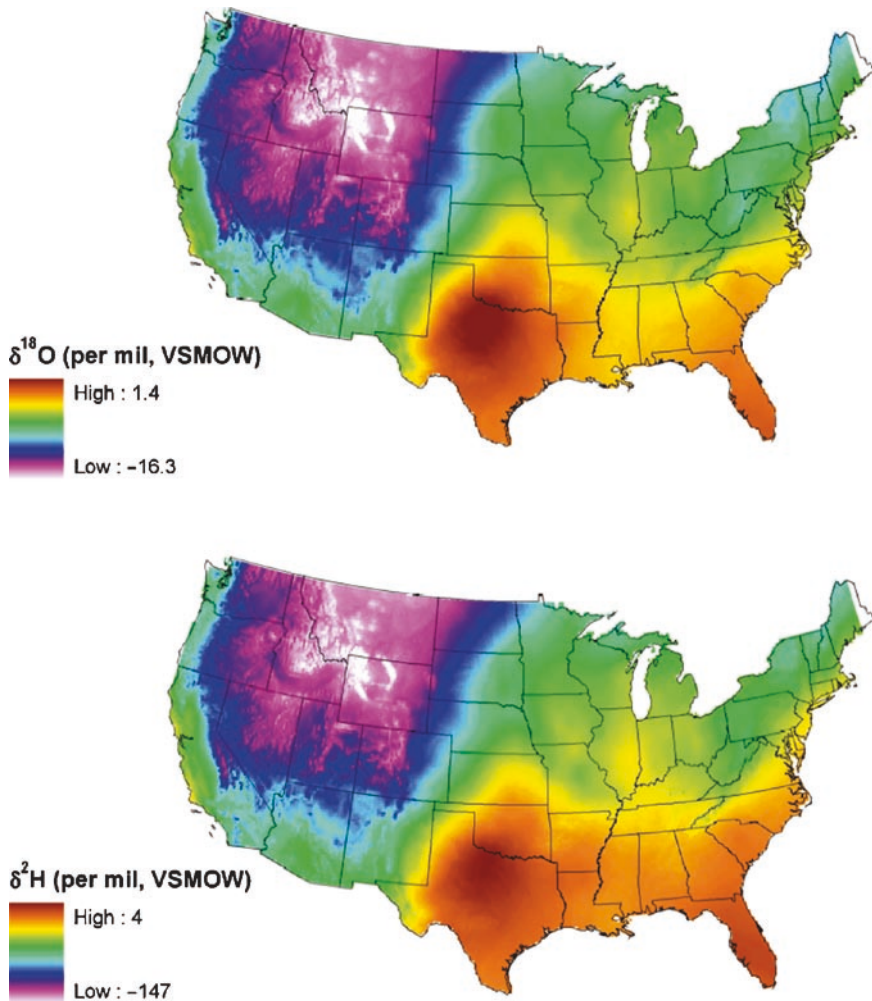 δ¹⁸O (per mil, VSMOW)
High : 1.4
Low : −16.3
δ²H (per mil, VSMOW)
High : 4
Low : −147